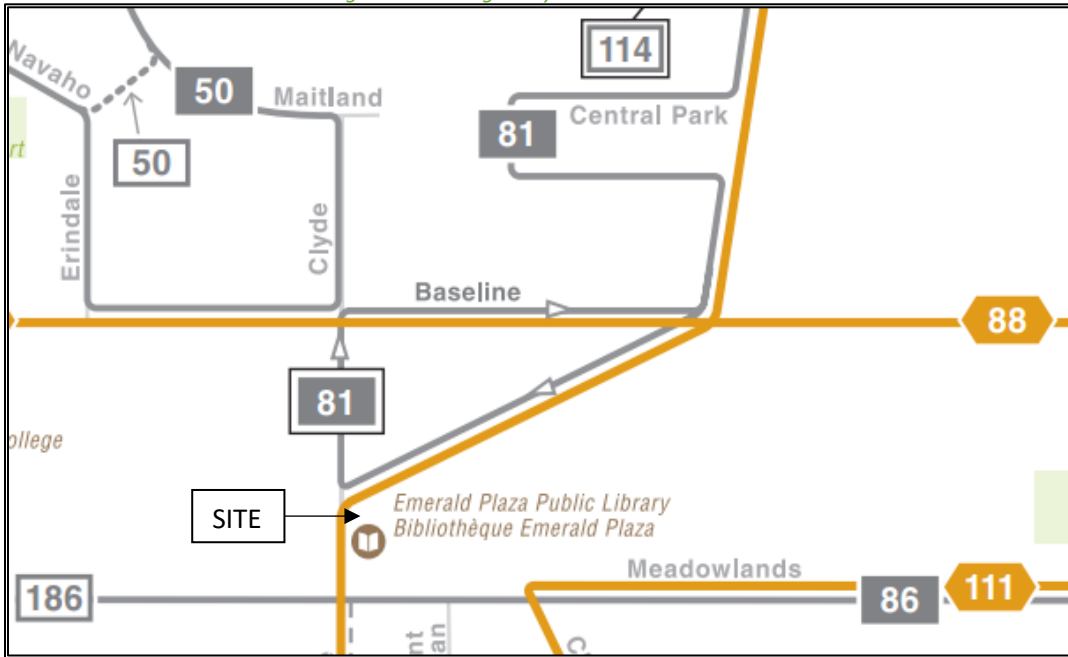 Navaho
50
Maitland
114
Central Park
81
50
Erindale
Clyde
Baseline
88
81
ollege
SITE
Emerald Plaza Public Library
Bibliothèque Emerald Plaza
Meadowlands
186
86
111